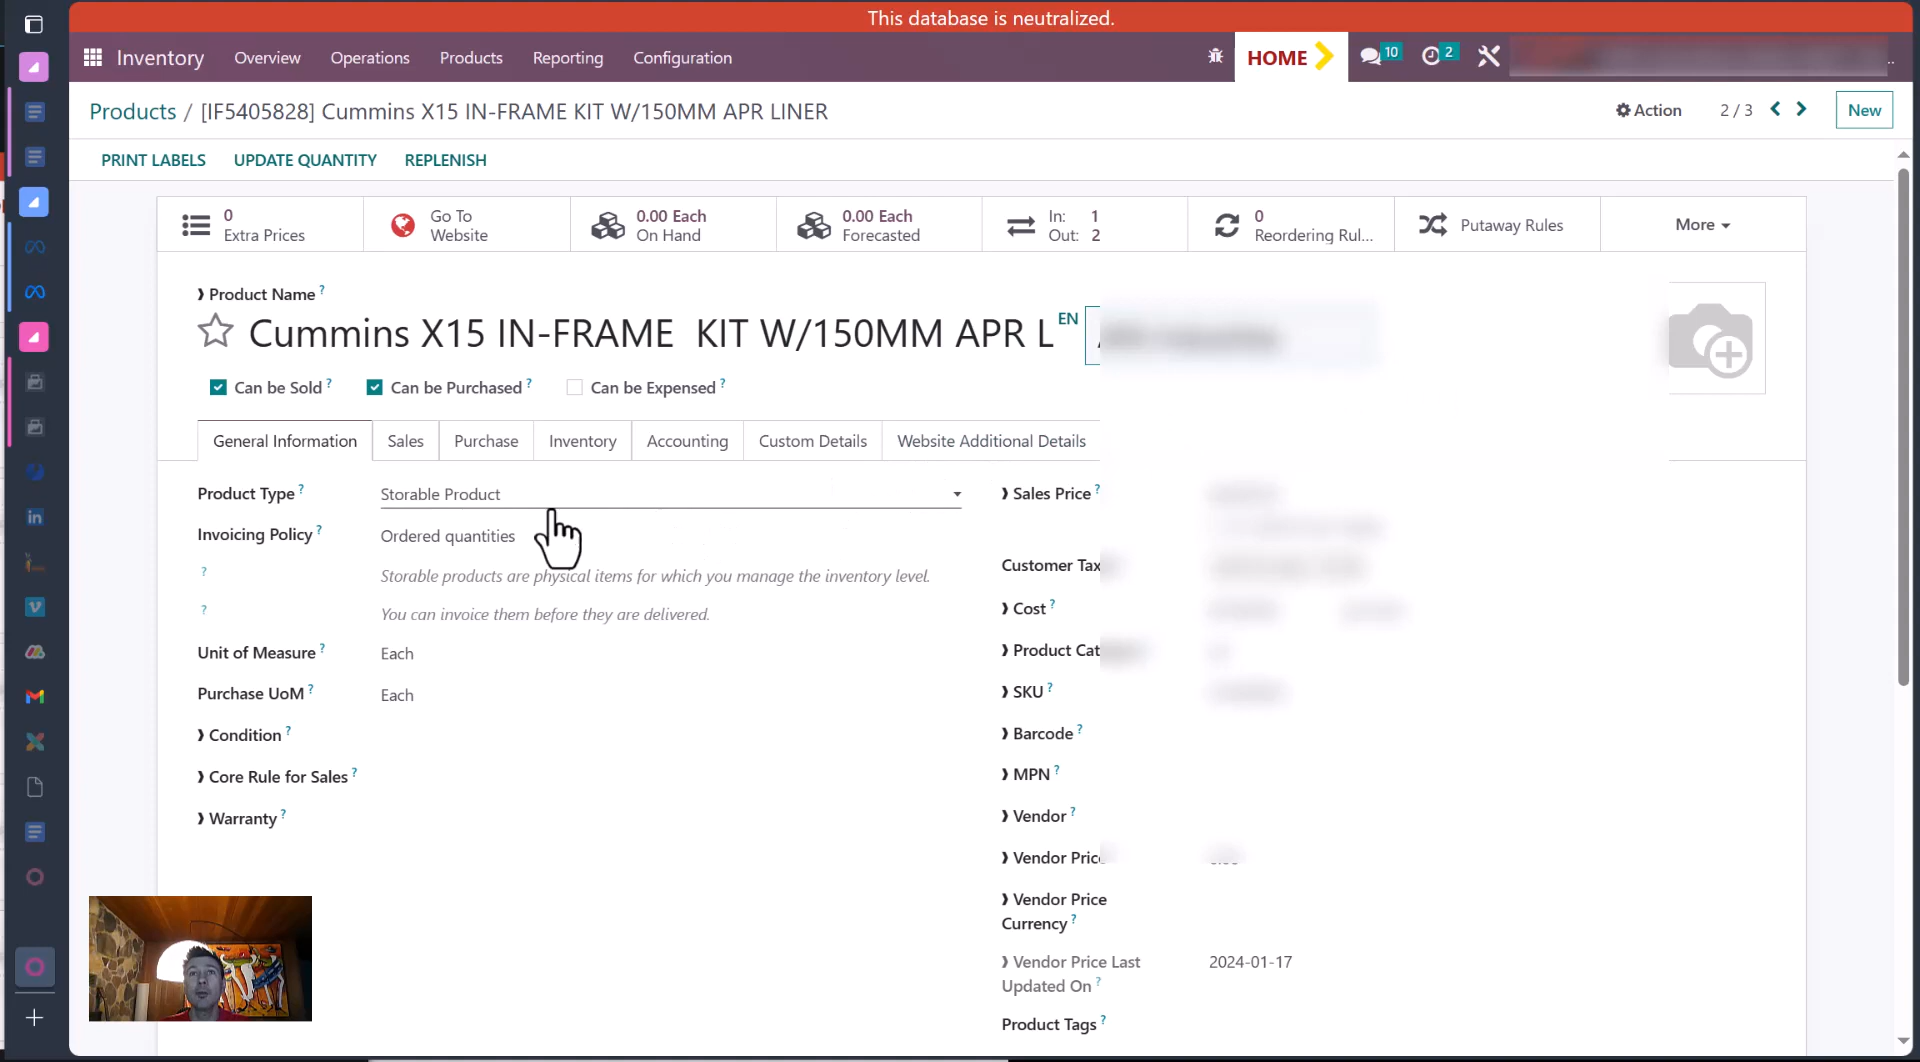 This database is neutralized.
Inventory Overview Operations Products Reporting Configuration HOME 10 2
Products / [IF5405828] Cummins X15 IN-FRAME KIT W/150MM APR LINER Action 2 / 3 New
PRINT LABELS UPDATE QUANTITY REPLENISH
0 Extra Prices
Go To Website
0.00 Each On Hand
0.00 Each Forecasted
In: 1
Out: 2
0 Reordering Rul...
Putaway Rules
More
Product Name ?
Cummins X15 IN-FRAME KIT W/150MM APR L EN
Can be Sold ? Can be Purchased ? Can be Expensed ?
General Information Sales Purchase Inventory Accounting Custom Details Website Additional Details
Product Type ? Storable Product
Invoicing Policy ? Ordered quantities
? Storable products are physical items for which you manage the inventory level.
? You can invoice them before they are delivered.
Unit of Measure ? Each
Purchase UoM ? Each
Condition ?
Core Rule for Sales ?
Warranty ?
Sales Price ?
Customer Tax
Cost ?
Product Cat
SKU ?
Barcode ?
MPN ?
Vendor ?
Vendor Price
Vendor Price
Currency ?
Vendor Price Last 2024-01-17
Updated On ?
Product Tags ?